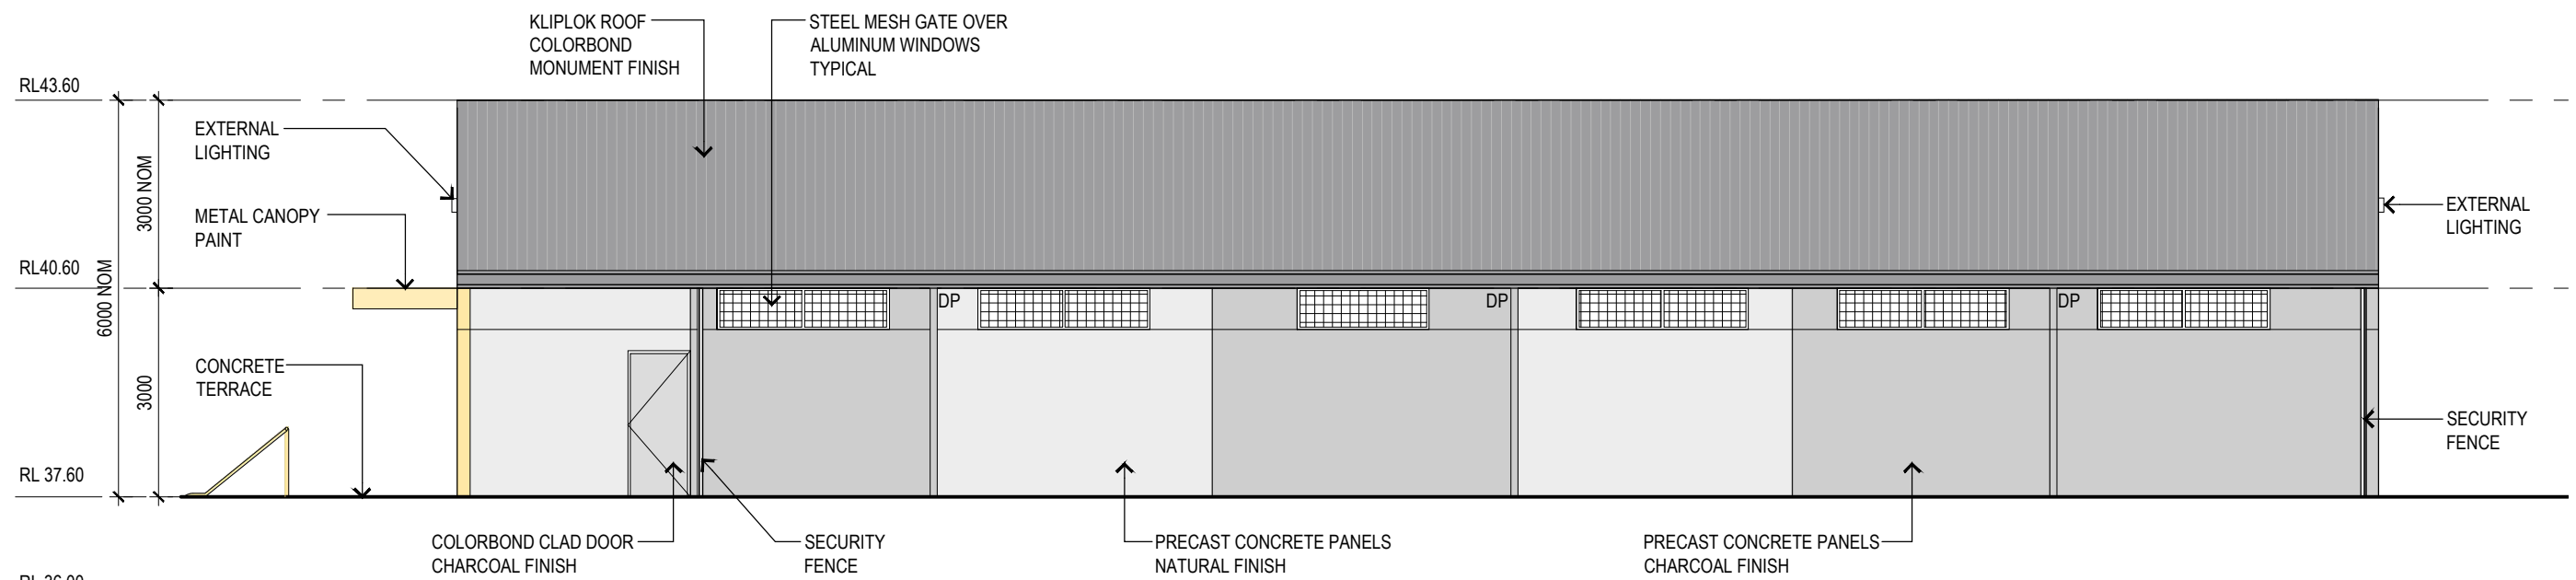 KLIPLOK ROOF
COLORBOND
MONUMENT FINISH
STEEL MESH GATE OVER
ALUMINUM WINDOWS
TYPICAL
RL43.60
EXTERNAL
LIGHTING
3000 NOM
METAL CANOPY
PAINT
EXTERNAL
LIGHTING
RL40.60
6000 NOM
DP
DP
DP
CONCRETE
TERRACE
3000
SECURITY
FENCE
RL 37.60
COLORBOND CLAD DOOR
CHARCOAL FINISH
SECURITY
FENCE
PRECAST CONCRETE PANELS
NATURAL FINISH
PRECAST CONCRETE PANELS
CHARCOAL FINISH